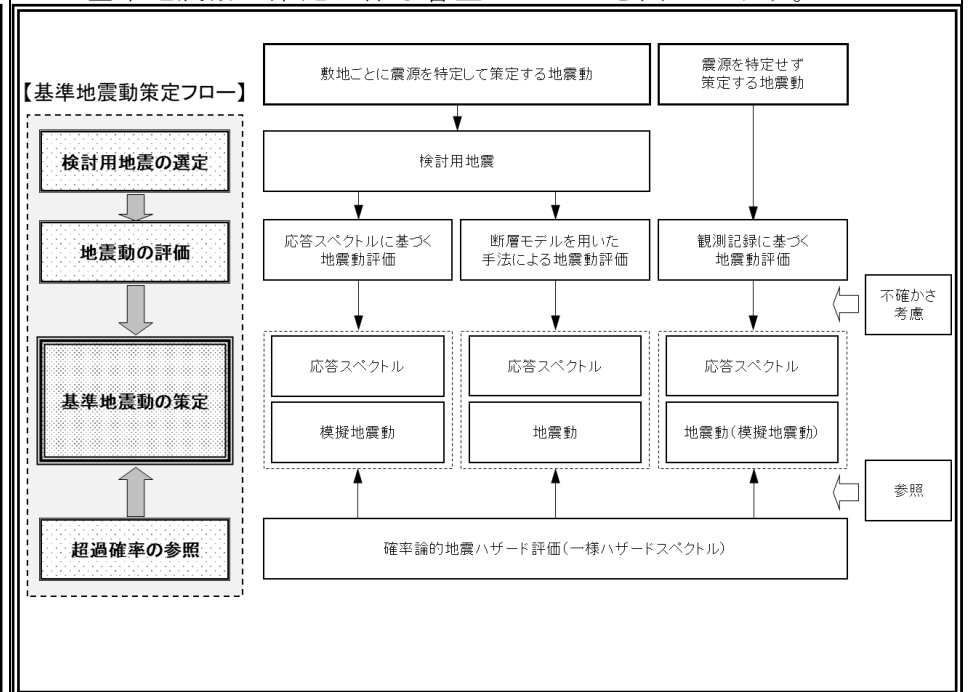 【基準地震動策定フロー】
検討用地震の選定
地震動の評価
基準地震動の策定
超過確率の参照
敷地ごとに震源を特定して策定する地震動
震源を特定せず
策定する地震動
検討用地震
応答スペクトルに基づく
地震動評価
断層モデルを用いた
手法による地震動評価
観測記録に基づく
地震動評価
不確かさ
考慮
応答スペクトル
模擬地震動
応答スペクトル
地震動
応答スペクトル
地震動(模擬地震動)
参照
確率論的地震ハザード評価(一様ハザードスペクトル)